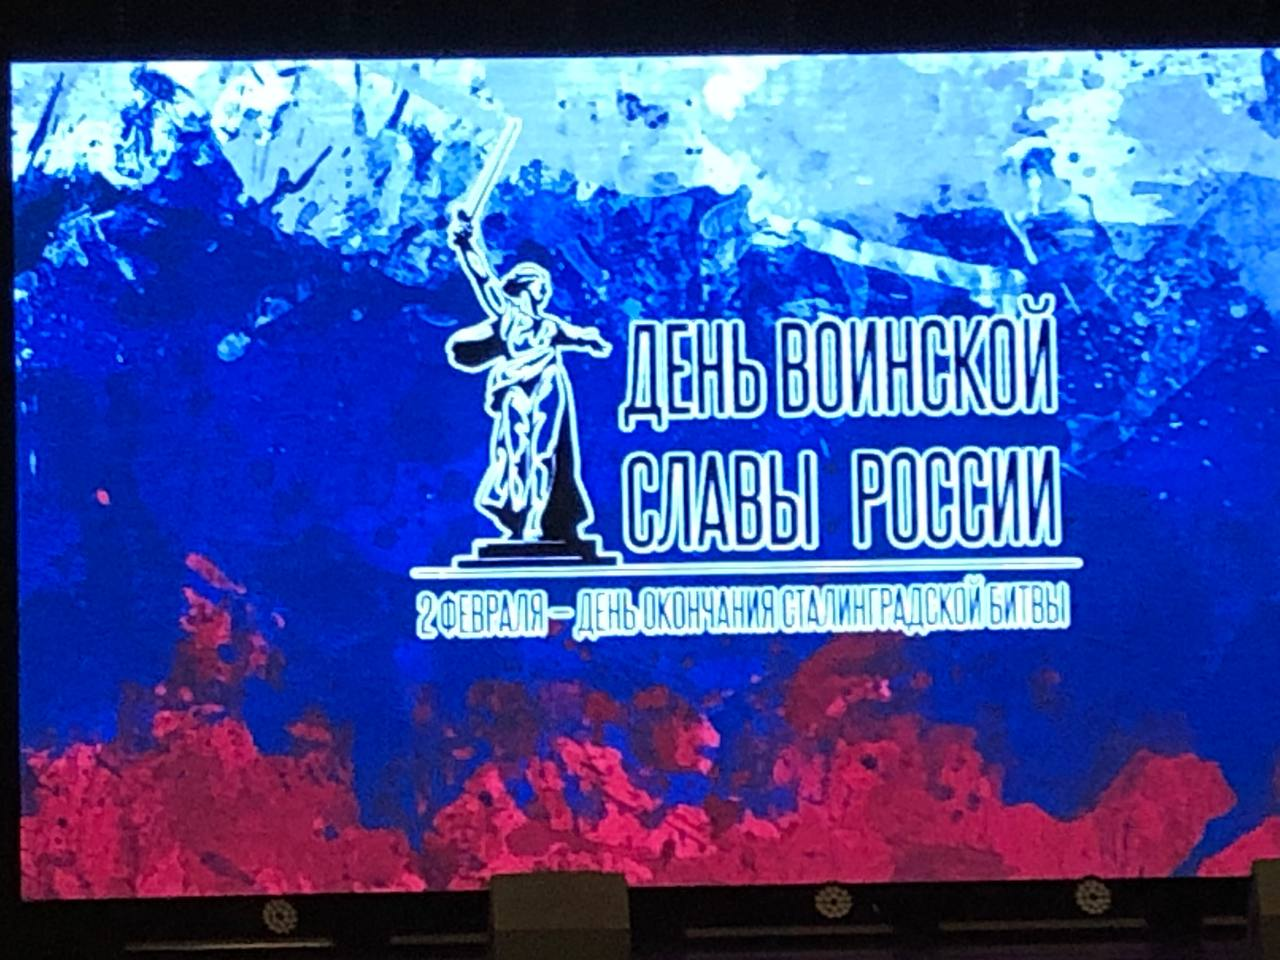 ДЕНЬ ВОИНСКОЙ
СЛАВЫ РОССИИ
2 ФЕВРАЛЯ – ДЕНЬ ОКОНЧАНИЯ СТАЛИНГРАДСКОЙ БИТВЫ